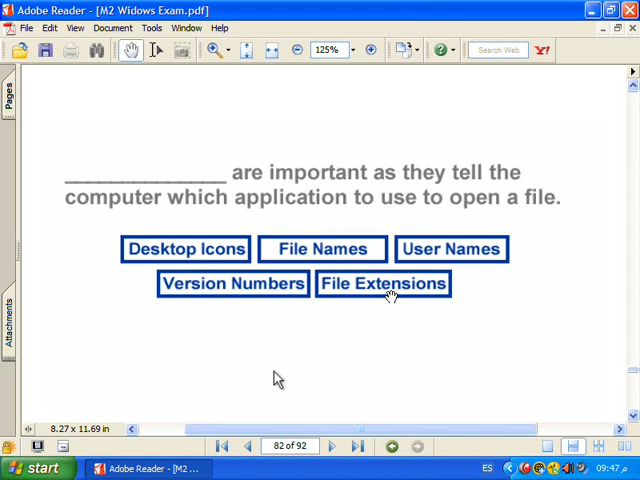 Adobe Reader - [M2 Widows Exam.pdf]
File Edit View Document Tools Window Help
125% Search Web Y!
Pages
______________ are important as they tell the
computer which application to use to open a file.
Desktop Icons File Names User Names
Version Numbers File Extensions
Attachments
8.27 x 11.69 in
82 of 92
start Adobe Reader - [M2 ... ES 09:47 م